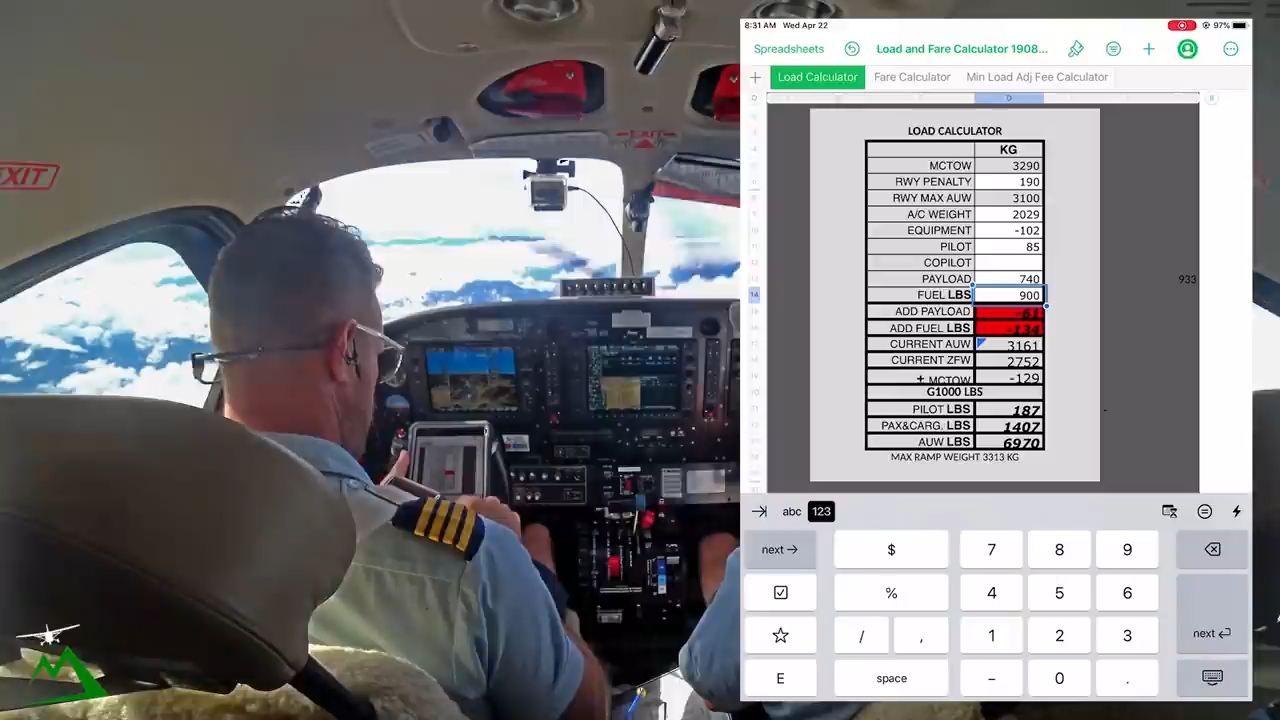 EXIT
EXIT
8:31 AM Wed Apr 22
97%
Spreadsheets
Load and Fare Calculator 1908...
Load Calculator
Fare Calculator
Min Load Adj Fee Calculator
D
LOAD CALCULATOR
KG
MCTOW 3290
RWY PENALTY 190
RWY MAX AUW 3100
A/C WEIGHT 2029
EQUIPMENT -102
PILOT 85
COPILOT
PAYLOAD 740
933
14
FUEL LBS 900
ADD PAYLOAD -61
ADD FUEL LBS -134
CURRENT AUW 3161
CURRENT ZFW 2752
+ MCTOW -129
G1000 LBS
PILOT LBS 187
PAX&CARG. LBS 1407
AUW LBS 6970
MAX RAMP WEIGHT 3313 KG
abc 123
next → $ 7 8 9
% 4 5 6
/ , 1 2 3 next
E space - 0 .